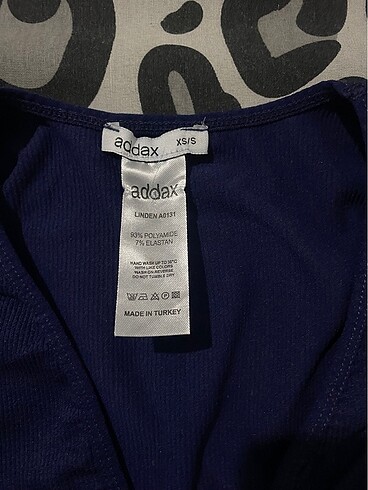 addax XS/S
addax
LINDEN A0131
93% POLYAMIDE
7% ELASTAN
HAND WASH UP TO 30°C
WITH LIKE COLORS
WASH ON REVERSE
DO NOT TUMBLE DRY
MADE IN TURKEY